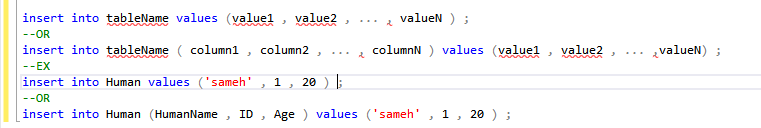 insert into tableName values (value1 , value2 , ... , valueN ) ;
--OR
insert into tableName ( column1 , column2 , ... , columnN ) values (value1 , value2 , ... ,valueN) ;
--EX
insert into Human values ('sameh' , 1 , 20 ) ;
--OR
insert into Human (HumanName , ID , Age ) values ('sameh' , 1 , 20 ) ;